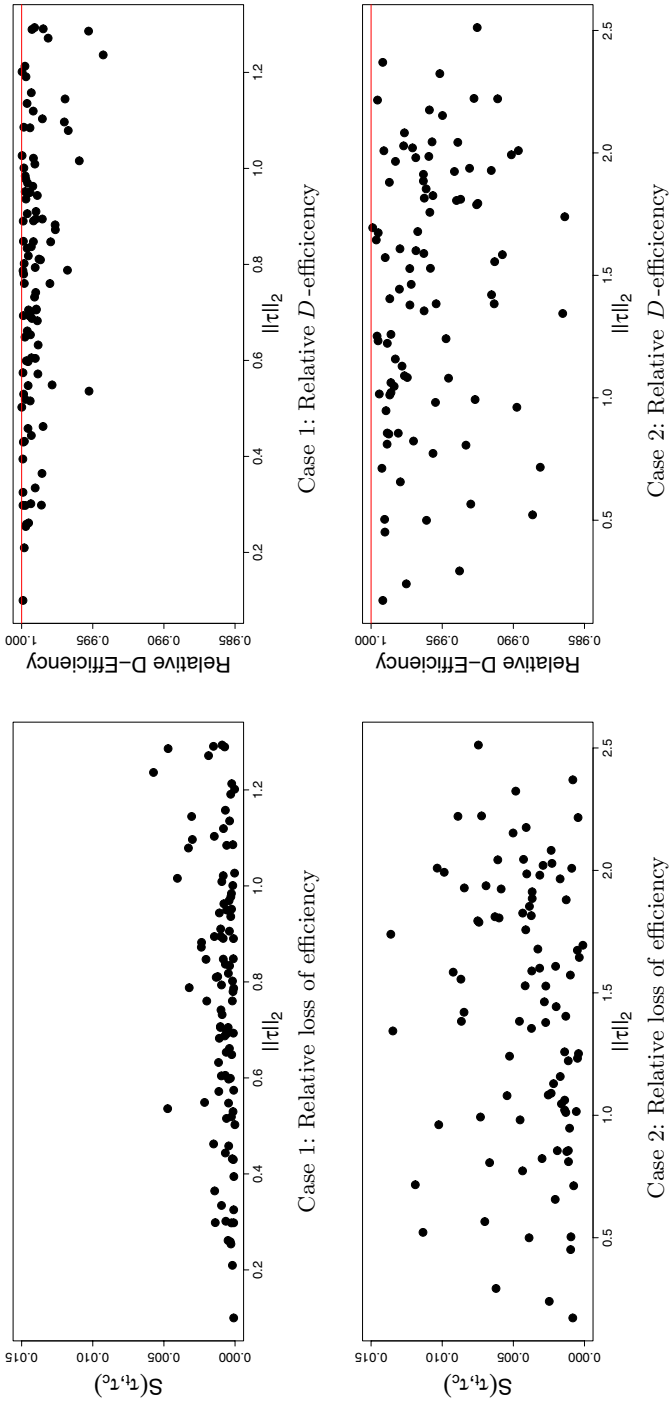 S(τt,τc)
0.015
0.010
0.005
0.000
0.2 0.4 0.6 0.8 1.0 1.2
||τ||2
Case 1: Relative loss of efficiency
Relative D−Efficiency
1.000
0.995
0.990
0.985
0.2 0.4 0.6 0.8 1.0 1.2
||τ||2
Case 1: Relative D-efficicency
S(τt,τc)
0.015
0.010
0.005
0.000
0.5 1.0 1.5 2.0 2.5
||τ||2
Case 2: Relative loss of efficiency
Relative D−Efficiency
1.000
0.995
0.990
0.985
0.5 1.0 1.5 2.0 2.5
||τ||2
Case 2: Relative D-efficiency